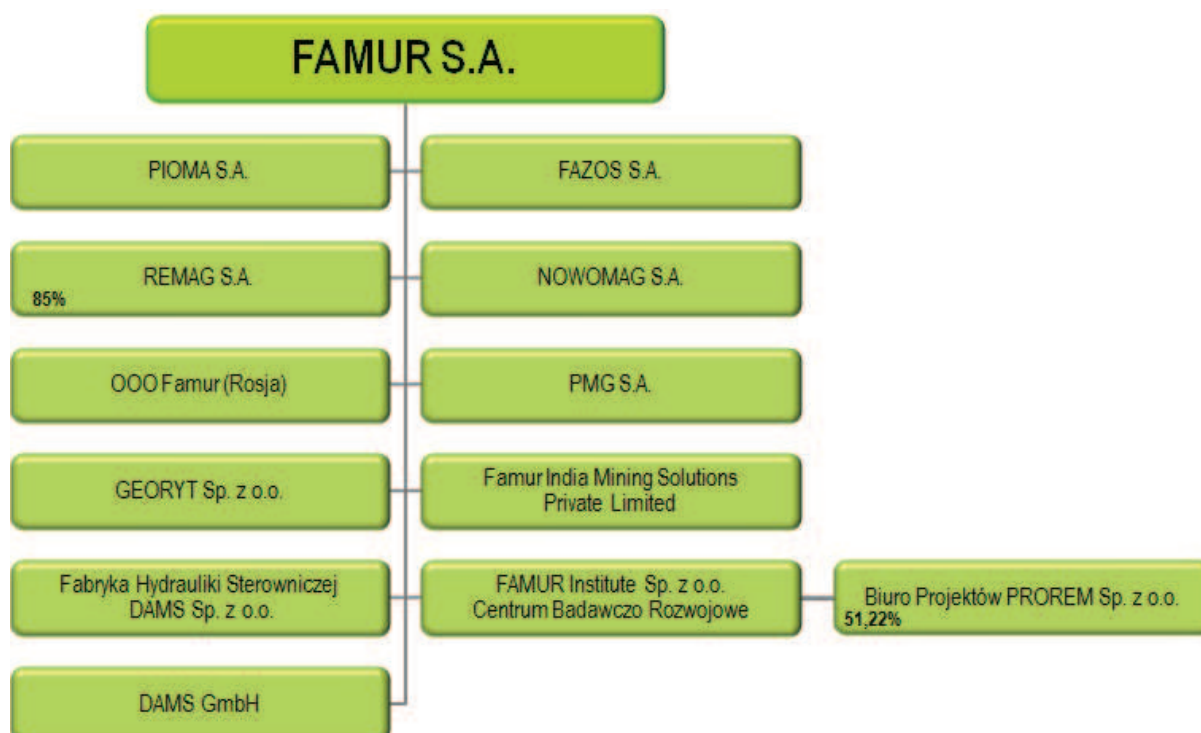 FAMUR S.A.
PIOMA S.A.
FAZOS S.A.
REMAG S.A.
85%
NOWOMAG S.A.
OOO Famur (Rosja)
PMG S.A.
GEORYT Sp. z o.o.
Famur India Mining Solutions
Private Limited
Fabryka Hydrauliki Sterowniczej
DAMS Sp. z o.o.
FAMUR Institute Sp. z o.o.
Centrum Badawczo Rozwojowe
Biuro Projektów PROREM Sp. z o.o.
51,22%
DAMS GmbH